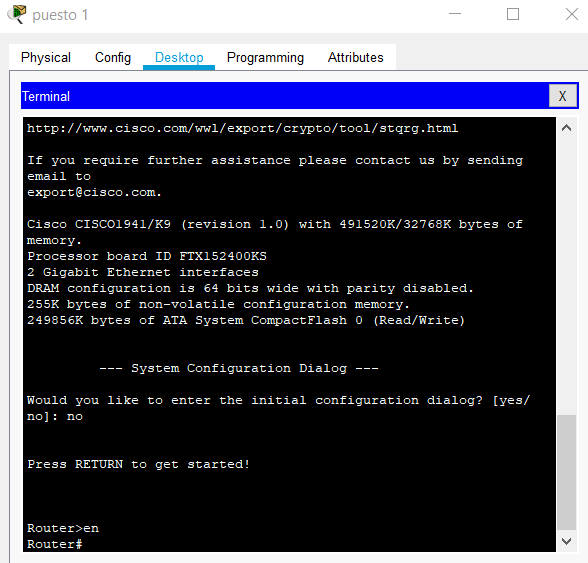 puesto 1
Physical Config Desktop Programming Attributes
Terminal X
http://www.cisco.com/wwl/export/crypto/tool/stqrg.html
If you require further assistance please contact us by sending
email to
export@cisco.com.
Cisco CISCO1941/K9 (revision 1.0) with 491520K/32768K bytes of
memory.
Processor board ID FTX152400KS
2 Gigabit Ethernet interfaces
DRAM configuration is 64 bits wide with parity disabled.
255K bytes of non-volatile configuration memory.
249856K bytes of ATA System CompactFlash 0 (Read/Write)
--- System Configuration Dialog ---
Would you like to enter the initial configuration dialog? [yes/
no]: no
Press RETURN to get started!
Router>en
Router#